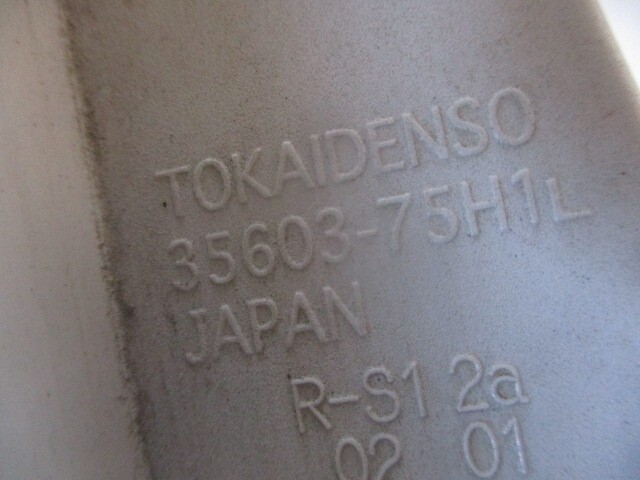 TOKAIDENSO
35603-75H1L
JAPAN
R-S1 2a
02 01